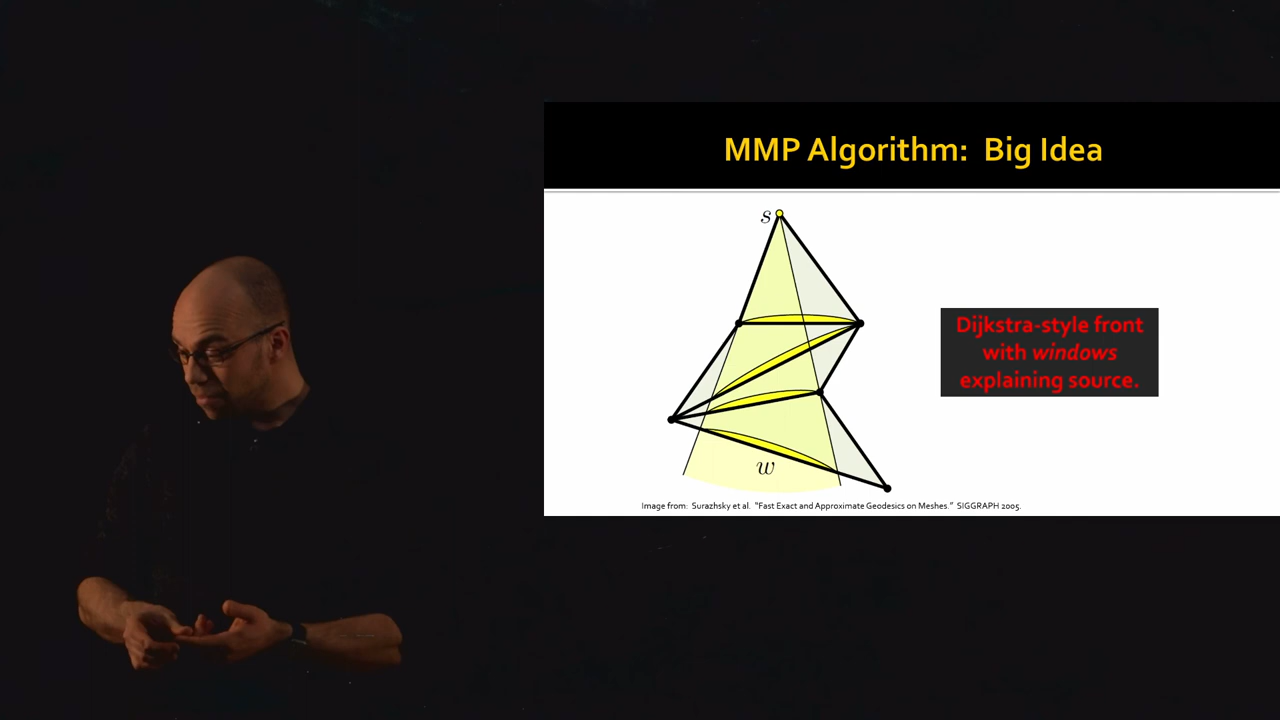 MMP Algorithm: Big Idea
s
Dijkstra-style front
with windows
explaining source.
w
Image from: Surazhsky et al. "Fast Exact and Approximate Geodesics on Meshes." SIGGRAPH 2005.